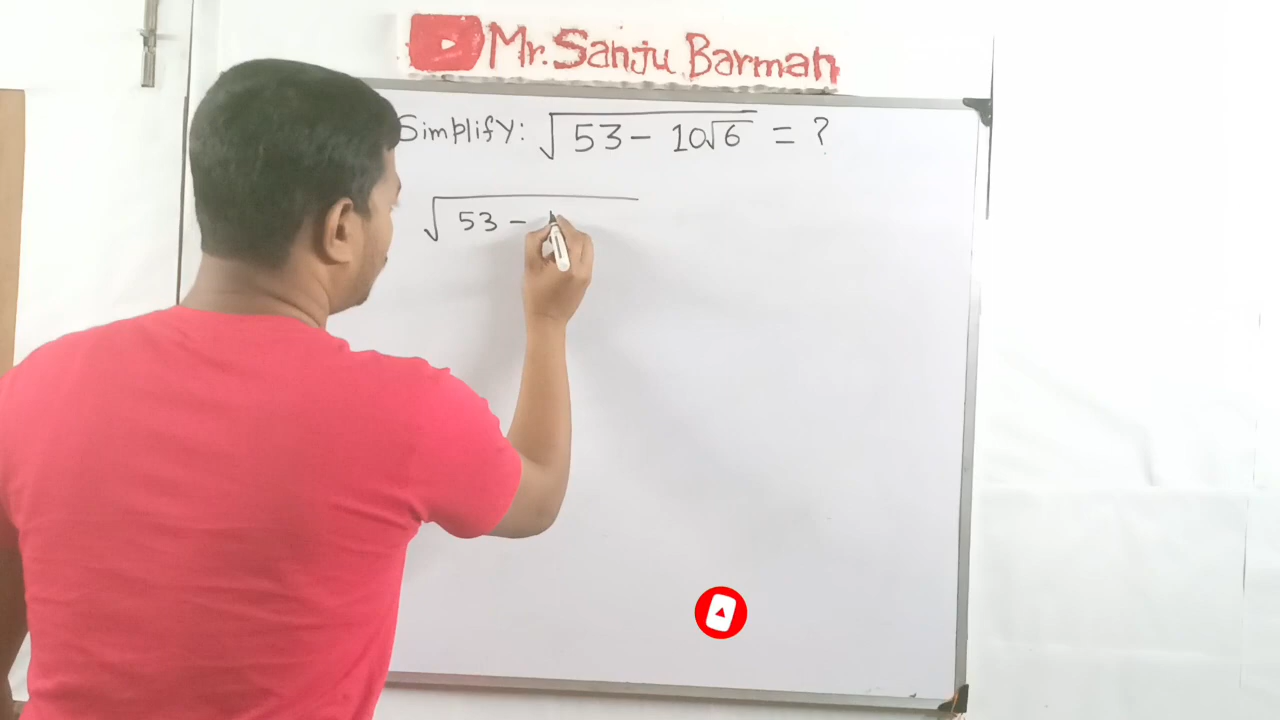 Mr. Sanju Barman
Simplify: √(53 - 10√6) = ?
√(53 -